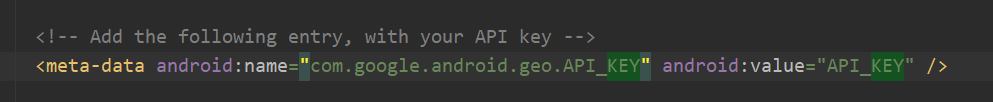 <!-- Add the following entry, with your API key -->
<meta-data android:name="com.google.android.geo.API_KEY" android:value="API_KEY" />